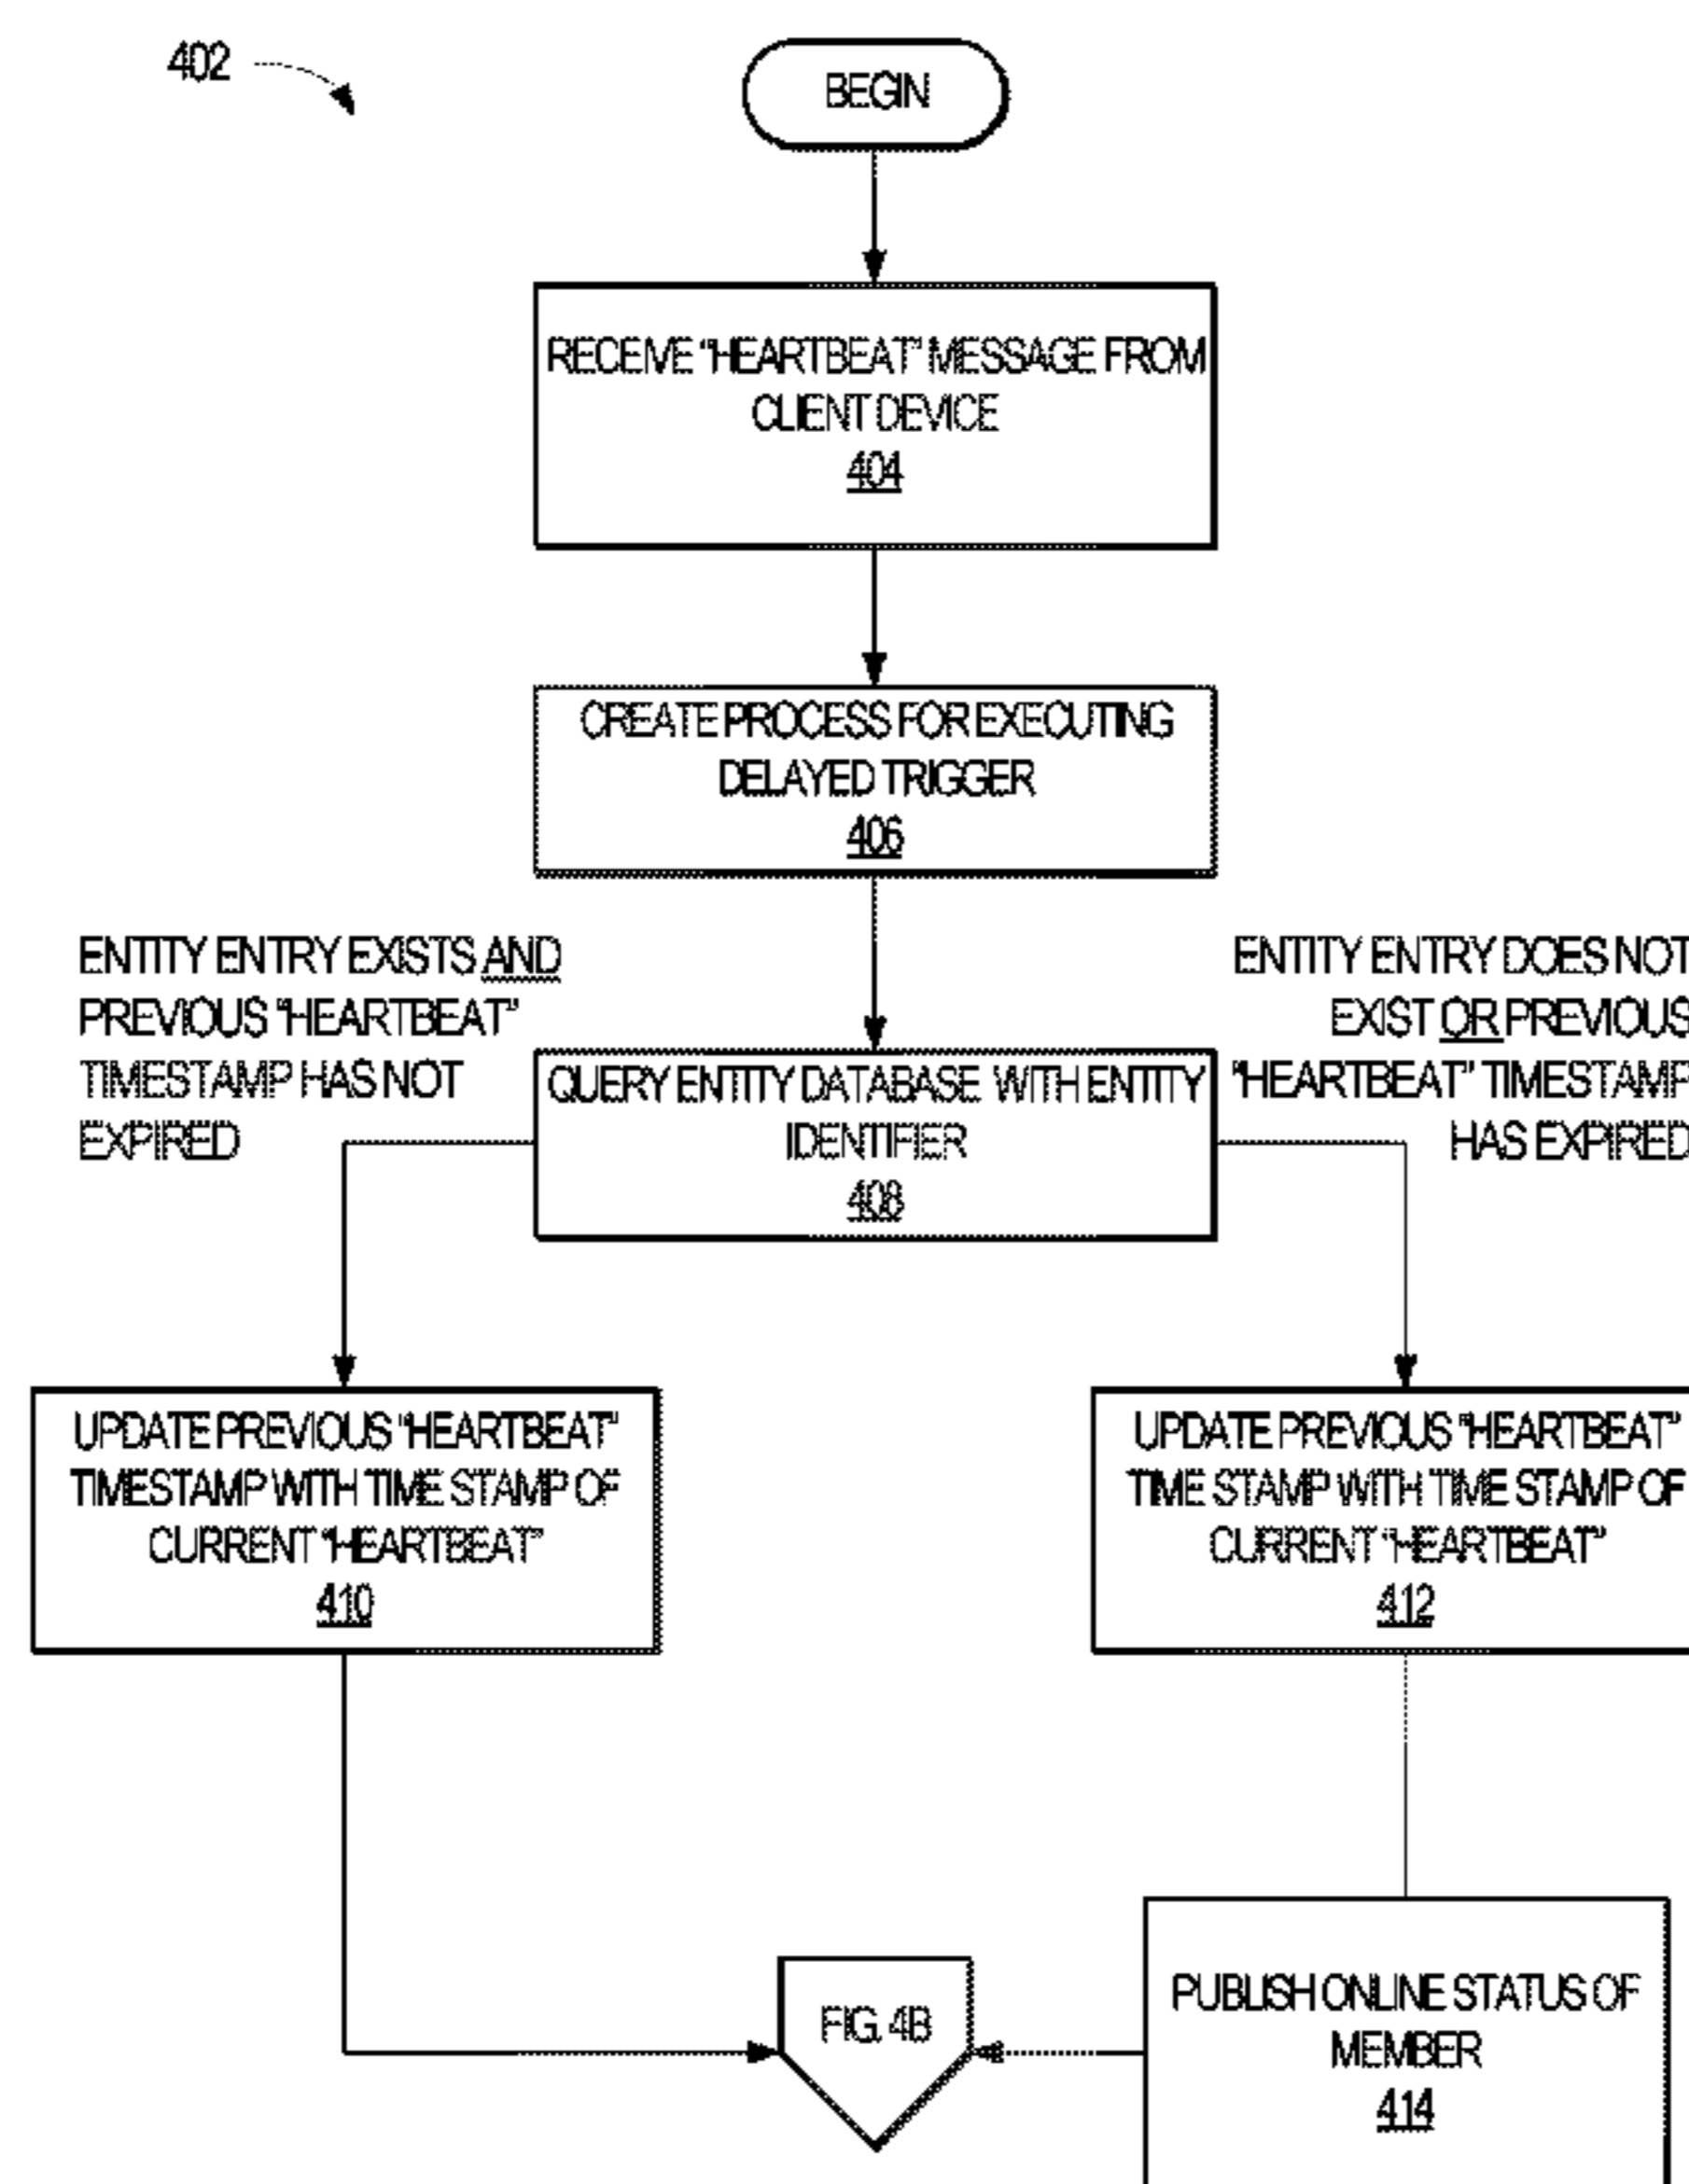 402
BEGIN
RECEIVE "HEARTBEAT" MESSAGE FROM
CLIENT DEVICE
404
CREATE PROCESS FOR EXECUTING
DELAYED TRIGGER
406
ENTITY ENTRY EXISTS AND
PREVIOUS "HEARTBEAT"
TIMESTAMP HAS NOT
EXPIRED
ENTITY ENTRY DOES NOT
EXIST OR PREVIOUS
"HEARTBEAT" TIMESTAMP
HAS EXPIRED
QUERY ENTITY DATABASE WITH ENTITY
IDENTIFIER
408
UPDATE PREVIOUS "HEARTBEAT"
TIMESTAMP WITH TIME STAMP OF
CURRENT "HEARTBEAT"
410
UPDATE PREVIOUS "HEARTBEAT"
TIME STAMP WITH TIME STAMP OF
CURRENT "HEARTBEAT"
412
FIG. 4B
PUBLISH ONLINE STATUS OF
MEMBER
414